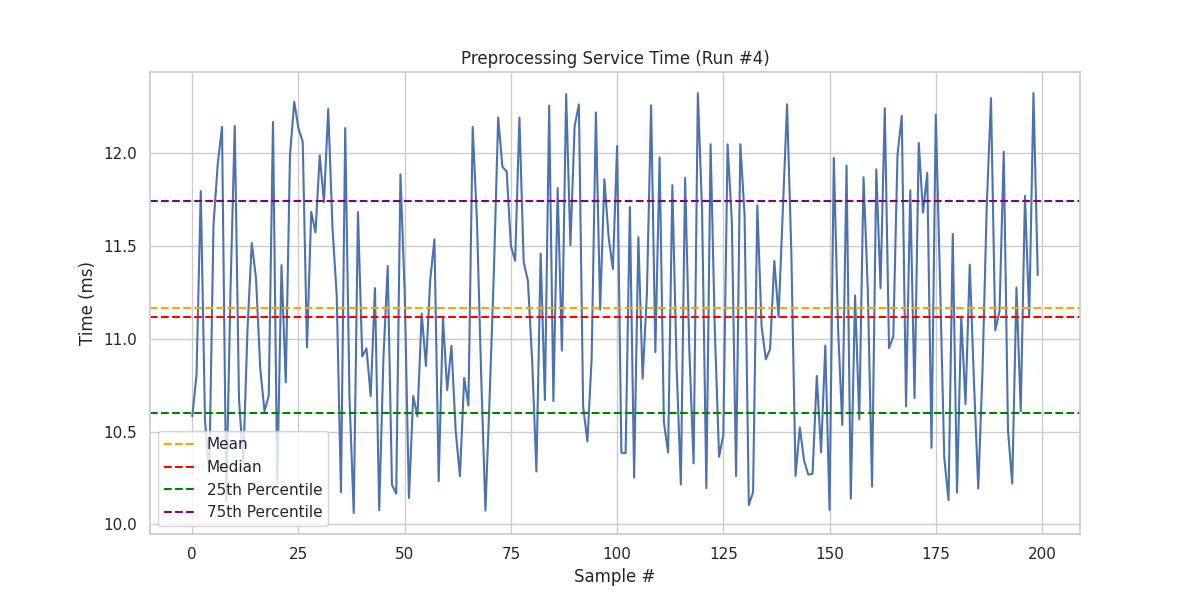 Preprocessing Service Time (Run #4)
Time (ms)
12.0
11.5
11.0
10.5
10.0
Mean
Median
25th Percentile
75th Percentile
0 25 50 75 100 125 150 175 200
Sample #